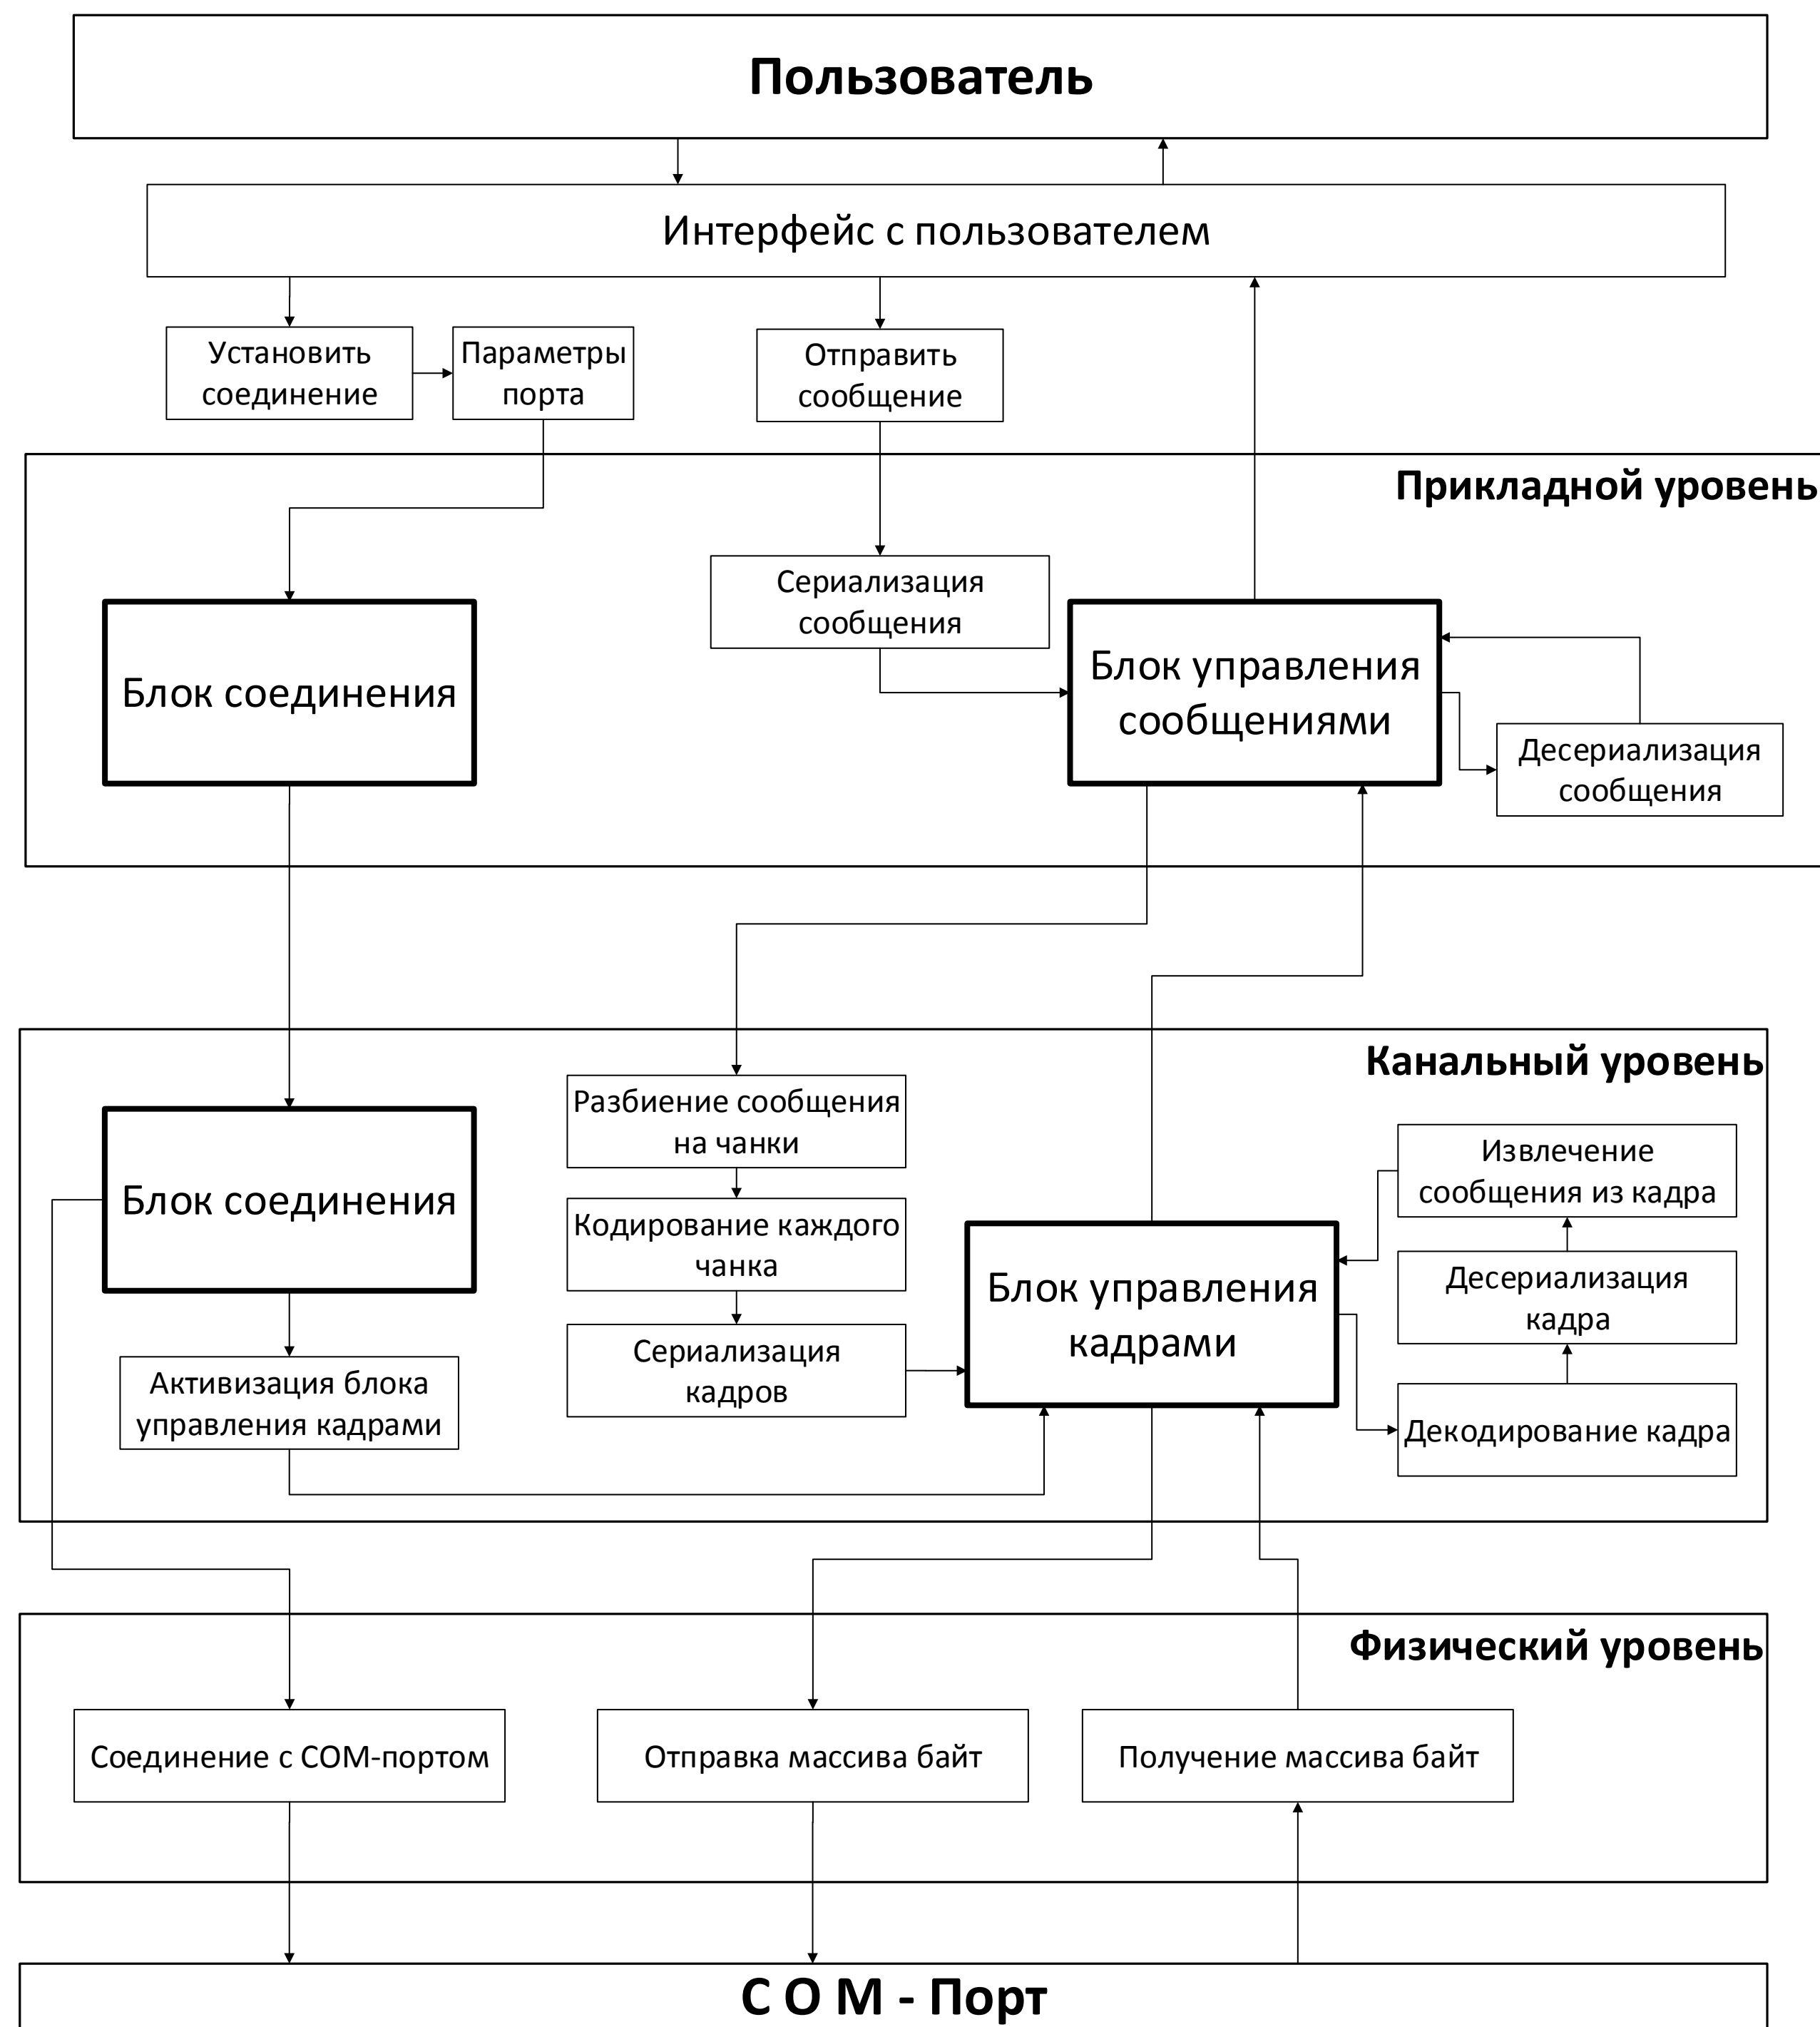 Пользователь
Интерфейс с пользователем
Установить
соединение
Параметры
порта
Отправить
сообщение
Прикладной уровень
Сериализация
сообщения
Блок соединения
Блок управления
сообщениями
Десериализация
сообщения
Канальный уровень
Блок соединения
Разбиение сообщения
на чанки
Кодирование каждого
чанка
Сериализация
кадров
Блок управления
кадрами
Извлечение
сообщения из кадра
Десериализация
кадра
Декодирование кадра
Активизация блока
управления кадрами
Физический уровень
Соединение с COM-портом
Отправка массива байт
Получение массива байт
C O M - Порт